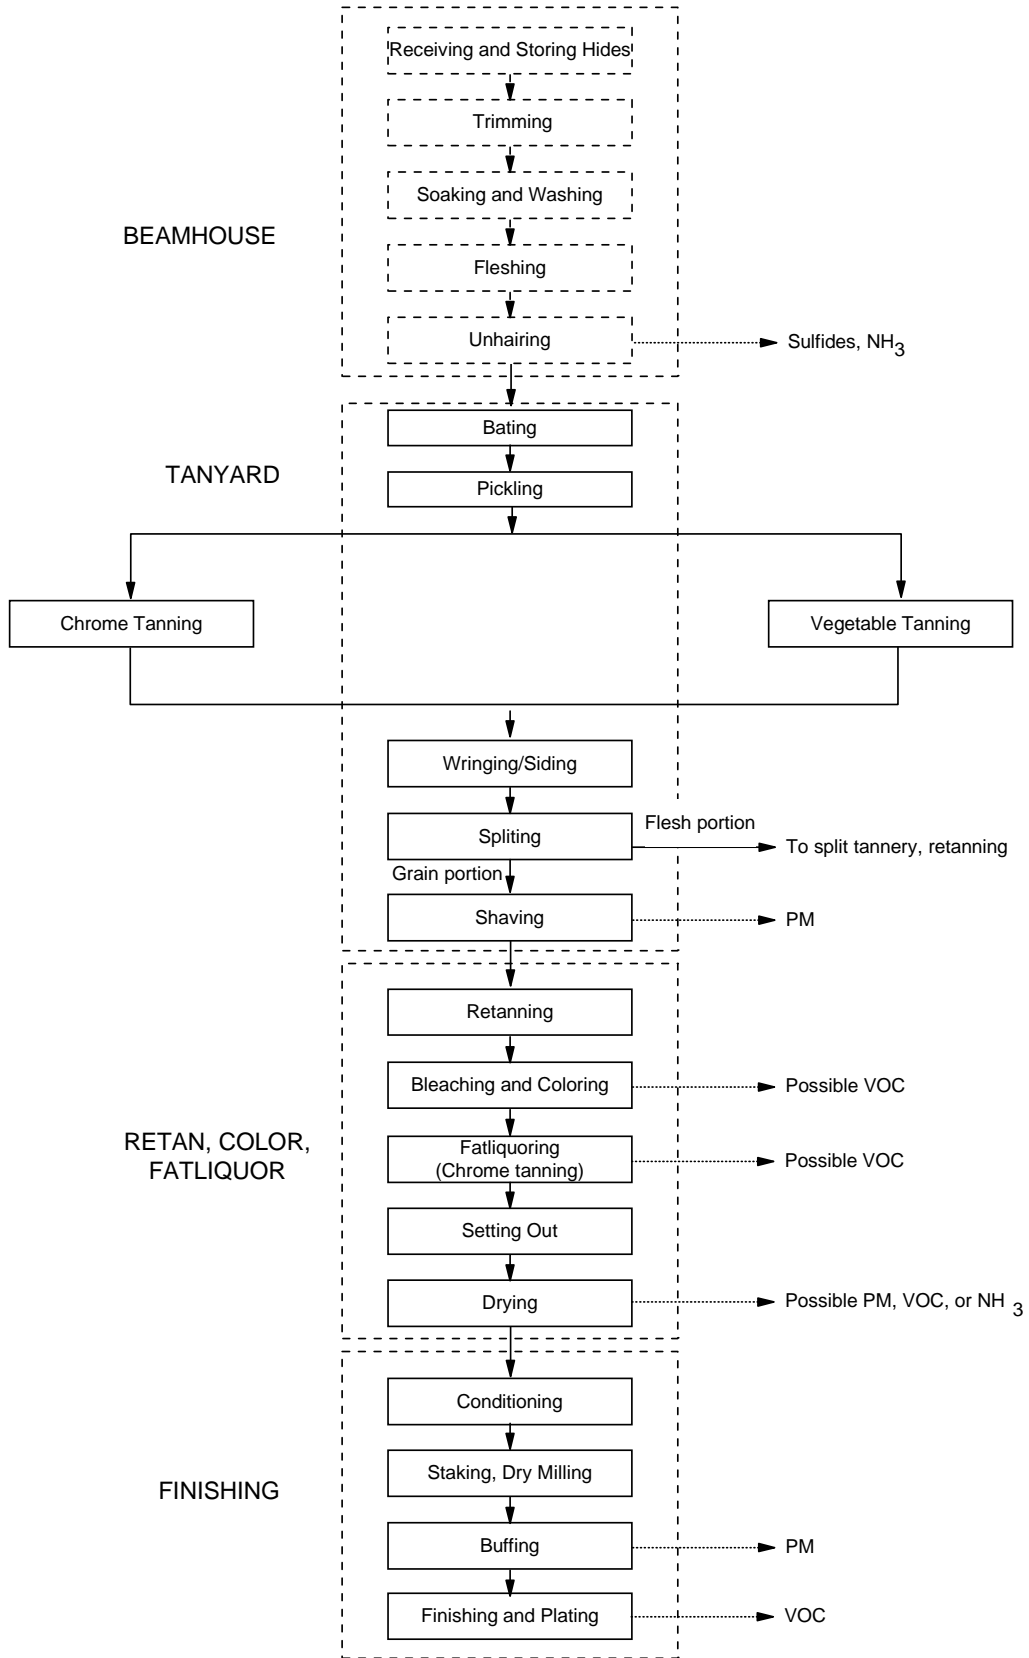 Receiving and Storing Hides
Trimming
Soaking and Washing
BEAMHOUSE
Fleshing
Unhairing
Sulfides, NH3
Bating
TANYARD
Pickling
Chrome Tanning
Vegetable Tanning
Wringing/Siding
Spliting
Flesh portion
To split tannery, retanning
Grain portion
Shaving
PM
Retanning
Bleaching and Coloring
Possible VOC
RETAN, COLOR,
FATLIQUOR
Fatliquoring
(Chrome tanning)
Possible VOC
Setting Out
Drying
Possible PM, VOC, or NH 3
Conditioning
Staking, Dry Milling
FINISHING
Buffing
PM
Finishing and Plating
VOC